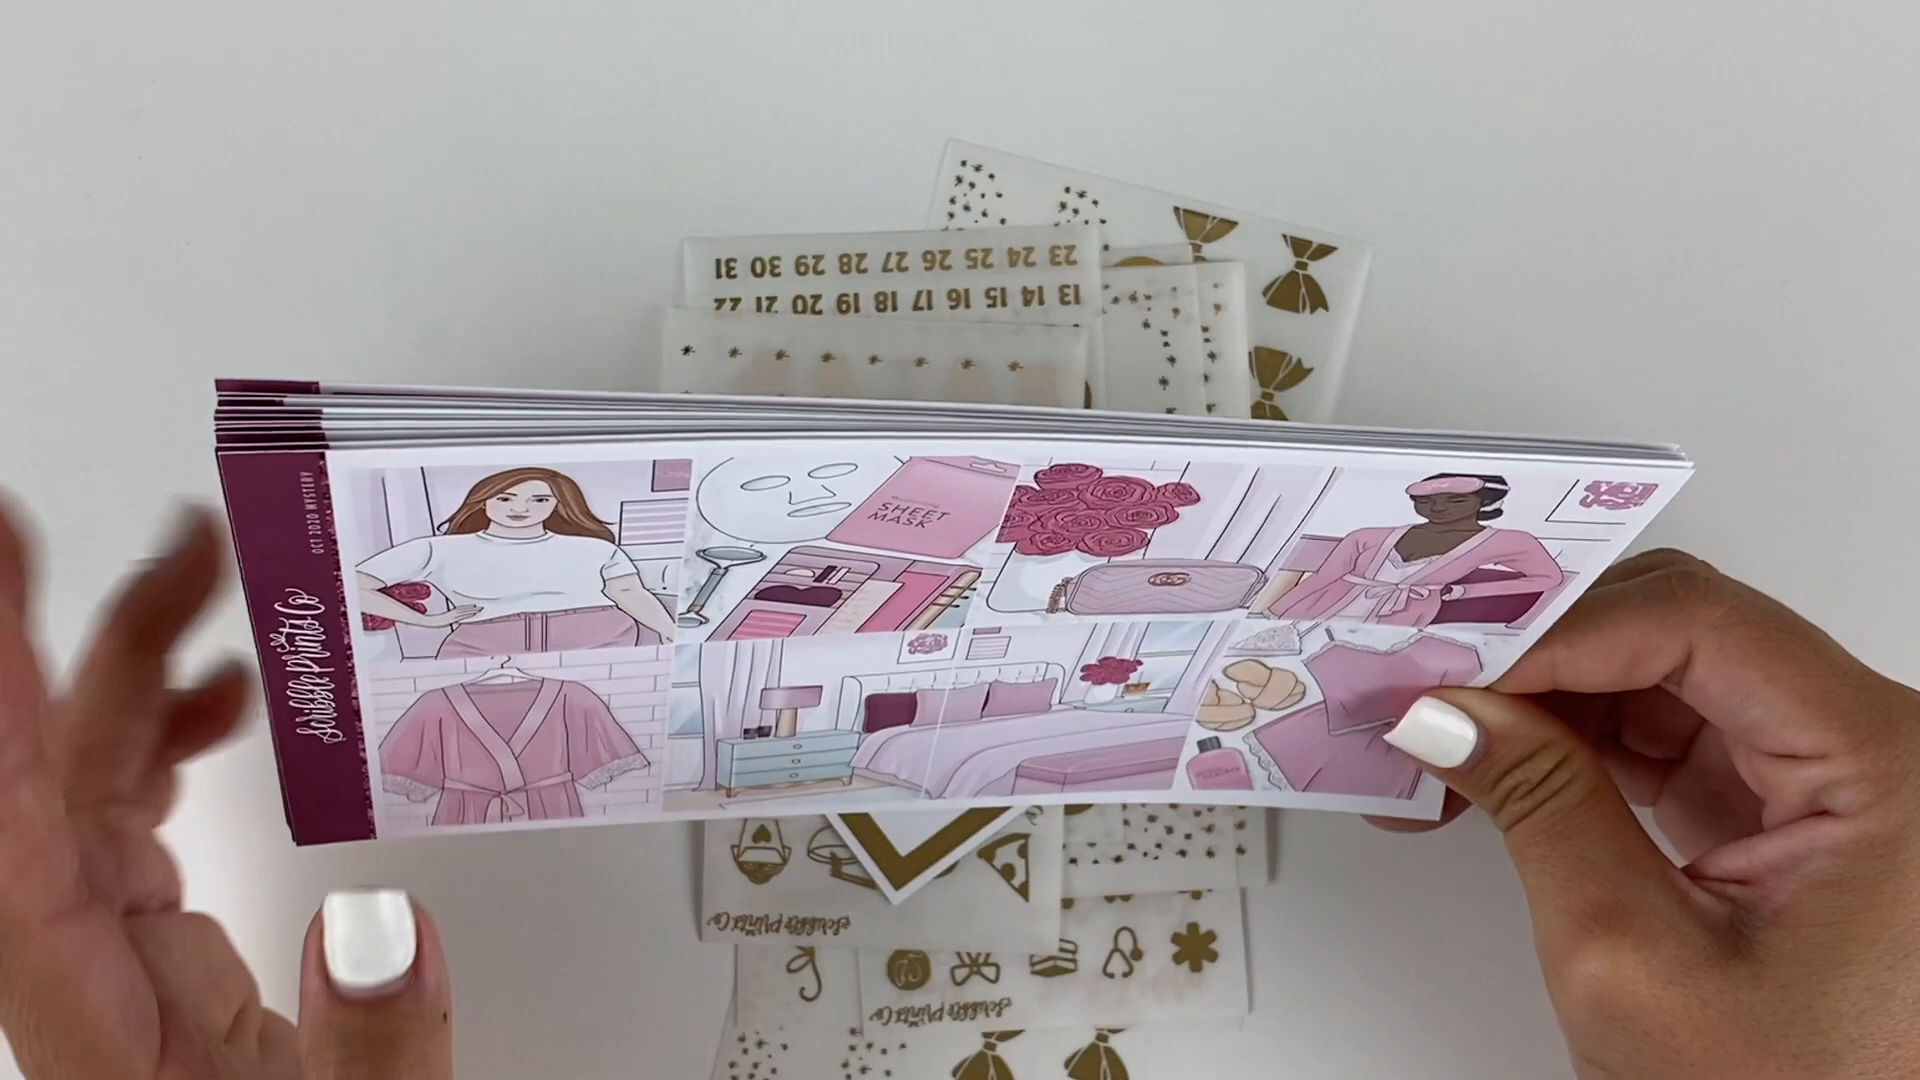 23 24 25 26 27 28 29 30 31
13 14 15 16 17 18 19 20 21 22
OCT 2020 MYSTERY
Scribble Prints Co
SHEET
MASK
Scribble Prints Co
Scribble Prints Co